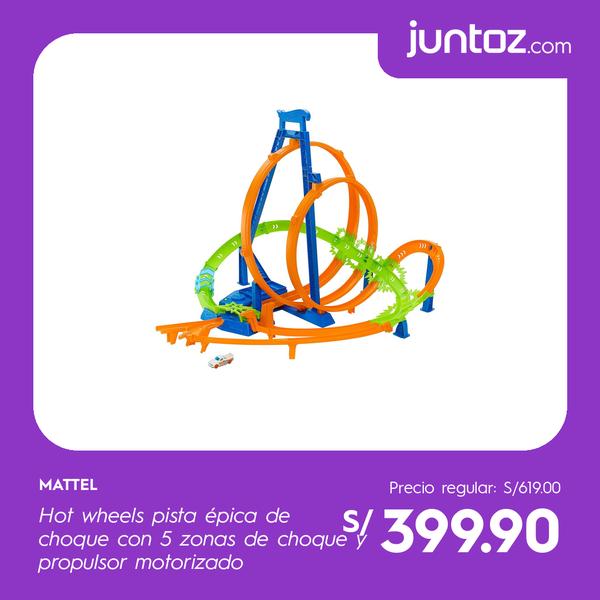 juntoz.com
MATTEL
Hot wheels pista épica de
choque con 5 zonas de choque y
propulsor motorizado
Precio regular: S/619.00
S/ 399.90